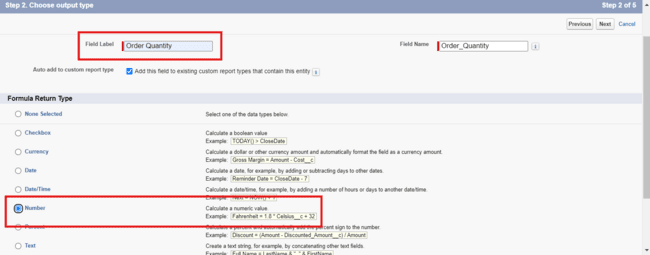 Step 2. Choose output type Step 2 of 5
Previous Next Cancel
Field Label Order Quantity Field Name Order_Quantity i
Auto add to custom report type Add this field to existing custom report types that contain this entity i
Formula Return Type
None Selected Select one of the data types below.
Checkbox Calculate a boolean value
Example: TODAY() > CloseDate
Currency Calculate a dollar or other currency amount and automatically format the field as a currency amount.
Example: Gross Margin = Amount - Cost__c
Date Calculate a date, for example, by adding or subtracting days to other dates.
Example: Reminder Date = CloseDate - 7
Date/Time Calculate a date/time, for example, by adding a number of hours or days to another date/time.
Example: Next = NOW() + 1
Number Calculate a numeric value.
Example: Fahrenheit = 1.8 * Celsius__c + 32
Percent Calculate a percent and automatically add the percent sign to the number.
Example: Discount = (Amount - Discounted_Amount__c) / Amount
Text Create a text string, for example, by concatenating other text fields.
Example: Full Name = LastName & ", " & FirstName